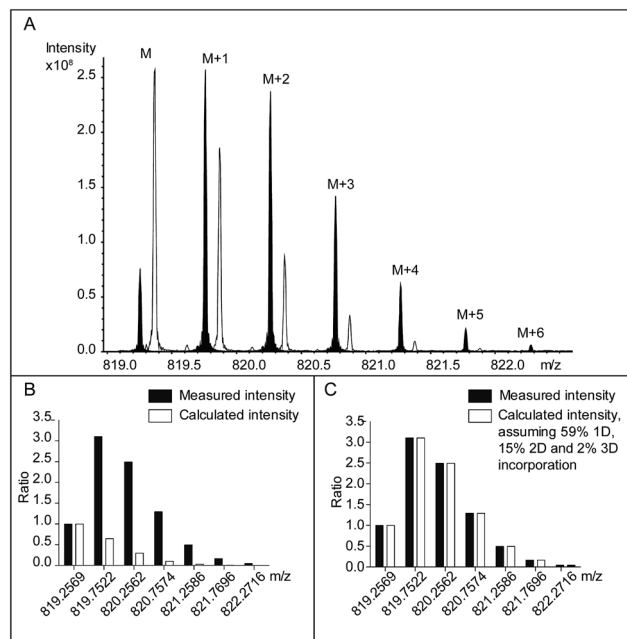 A
Intensity
x10⁸
M
M+1
M+2
M+3
M+4
M+5
M+6
2.5
2.0
1.5
1.0
0.5
0.0
819.0 819.5 820.0 820.5 821.0 821.5 822.0 m/z
B
Measured intensity
Calculated intensity
Ratio
3.5
3.0
2.5
2.0
1.5
1.0
0.5
0.0
819.2569
819.7522
820.2562
820.7574
821.2586
821.7696
822.2716
m/z
C
Measured intensity
Calculated intensity,
assuming 59% 1D,
15% 2D and 2% 3D
incorporation
Ratio
3.5
3.0
2.5
2.0
1.5
1.0
0.5
0.0
819.2569
819.7522
820.2562
820.7574
821.2586
821.7696
822.2716
m/z